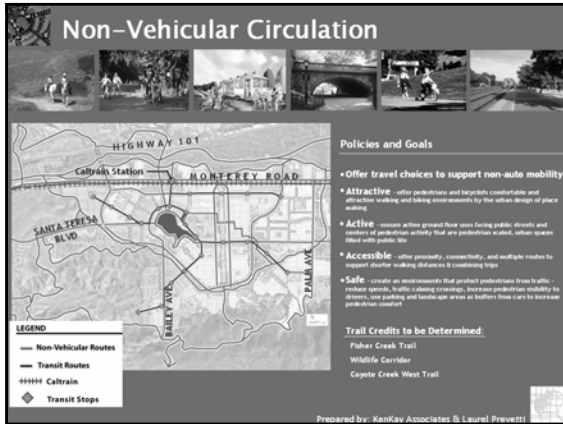 Non-Vehicular Circulation
HIGHWAY 101
Caltrain Station
MONTEREY ROAD
SANTA TERESA
BLVD.
BAILEY AVE
PALM AVE
LEGEND
Non-Vehicular Routes
Transit Routes
Caltrain
Transit Stops
Policies and Goals
•Offer travel choices to support non-auto mobility
• Attractive - offer pedestrians and bicyclists comfortable and
attractive walking and biking environments by the urban design of place
making
• Active - ensure active ground floor uses facing public streets and
centers of pedestrian activity that are pedestrian scaled, urban spaces
filled with public life
• Accessible - offer proximity, connectivity, and multiple routes to
support shorter walking distances & combining trips
•Safe - create an environments that protect pedestrians from traffic -
reduce speeds, traffic calming crossings, increase pedestrian visibility to
drivers, use parking and landscape areas as buffers from cars to increase
pedestrian comfort
Trail Credits to be Determined:
Fisher Creek Trail
Wildlife Corridor
Coyote Creek West Trail
Prepared by: KenKay Associates & Laurel Prevetti